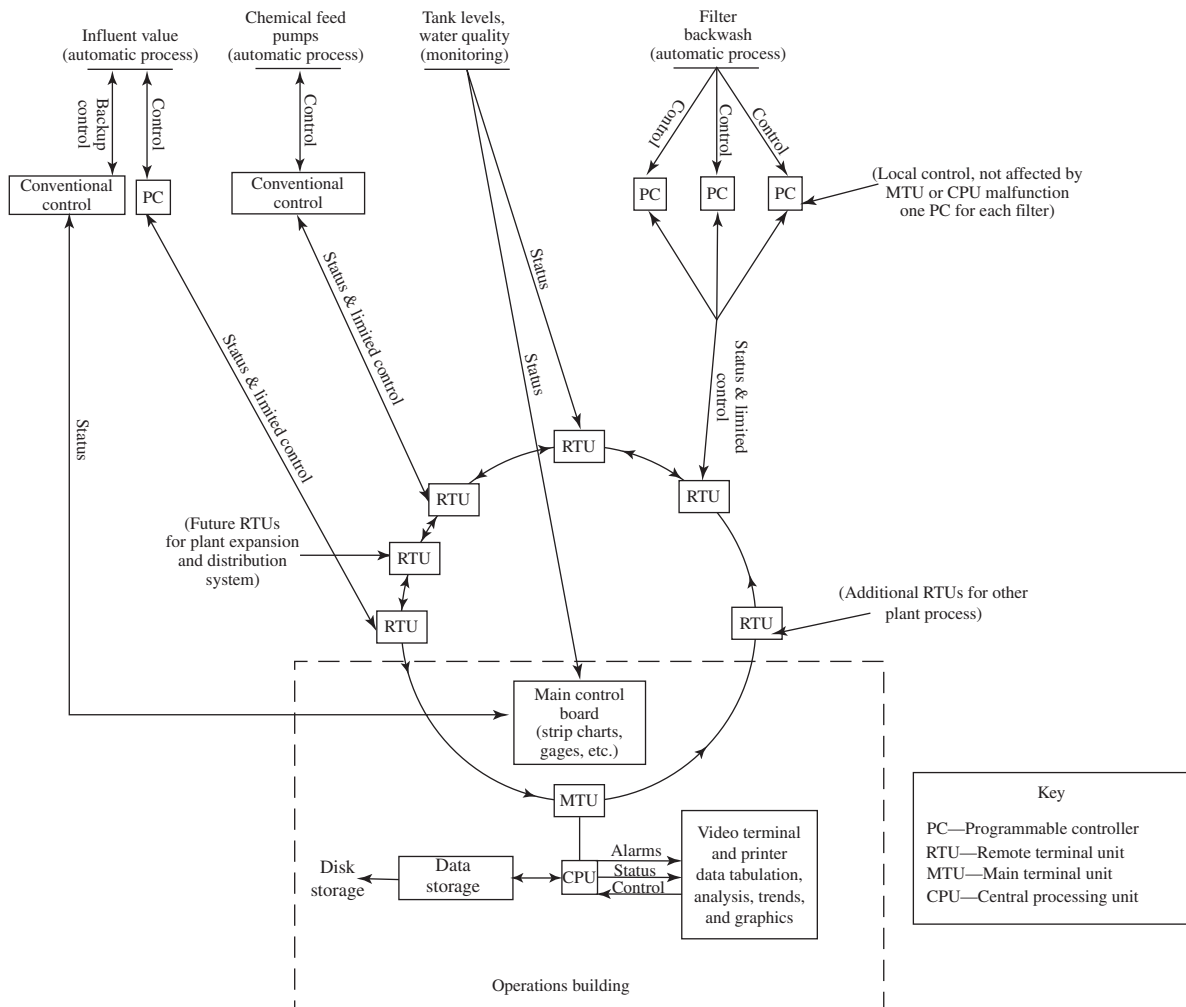 Influent value
(automatic process)
Chemical feed
pumps
(automatic process)
Tank levels,
water quality
(monitoring)
Filter
backwash
(automatic process)
Backup
control
Control
Control
Control
Control
Control
Conventional
control
PC
Conventional
control
PC
PC
PC
(Local control, not affected by
MTU or CPU malfunction
one PC for each filter)
Status
Status & limited control
Status & limited control
Status
Status
Status & limited
control
RTU
RTU
RTU
(Future RTUs
for plant expansion
and distribution
system)
RTU
RTU
RTU
(Additional RTUs for other
plant process)
Main control
board
(strip charts,
gages, etc.)
MTU
Disk
storage
Data
storage
CPU
Alarms
Status
Control
Video terminal
and printer
data tabulation,
analysis, trends,
and graphics
Operations building
Key
PC—Programmable controller
RTU—Remote terminal unit
MTU—Main terminal unit
CPU—Central processing unit